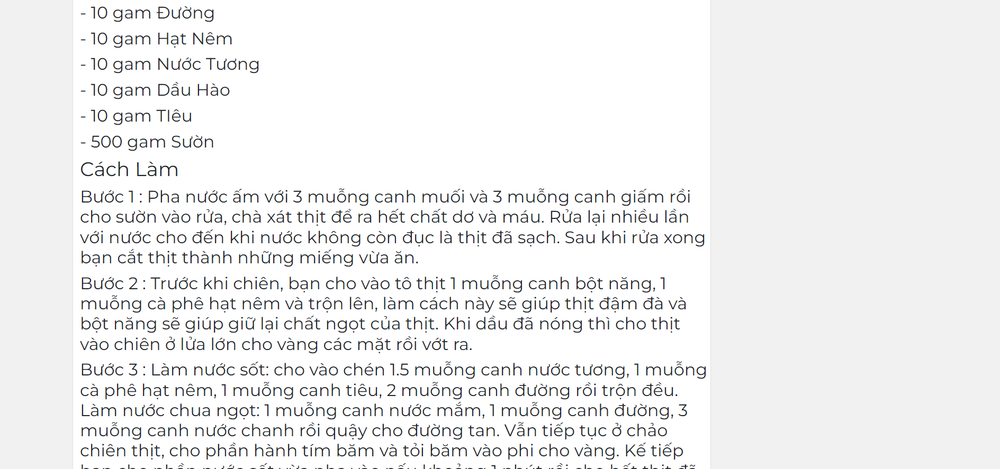 - 10 gam Đường
- 10 gam Hạt Nêm
- 10 gam Nước Tương
- 10 gam Dầu Hào
- 10 gam TIêu
- 500 gam Sườn
Cách Làm
Bước 1 : Pha nước ấm với 3 muỗng canh muối và 3 muỗng canh giấm rồi
cho sườn vào rửa, chà xát thịt để ra hết chất dơ và máu. Rửa lại nhiều lần
với nước cho đến khi nước không còn đục là thịt đã sạch. Sau khi rửa xong
bạn cắt thịt thành những miếng vừa ăn.
Bước 2 : Trước khi chiên, bạn cho vào tô thịt 1 muỗng canh bột năng, 1
muỗng cà phê hạt nêm và trộn lên, làm cách này sẽ giúp thịt đậm đà và
bột năng sẽ giúp giữ lại chất ngọt của thịt. Khi dầu đã nóng thì cho thịt
vào chiên ở lửa lớn cho vàng các mặt rồi vớt ra.
Bước 3 : Làm nước sốt: cho vào chén 1.5 muỗng canh nước tương, 1 muỗng
cà phê hạt nêm, 1 muỗng canh tiêu, 2 muỗng canh đường rồi trộn đều.
Làm nước chua ngọt: 1 muỗng canh nước mắm, 1 muỗng canh đường, 3
muỗng canh nước chanh rồi quậy cho đường tan. Vẫn tiếp tục ở chảo
chiên thịt, cho phần hành tím băm và tỏi băm vào phi cho vàng. Kế tiếp